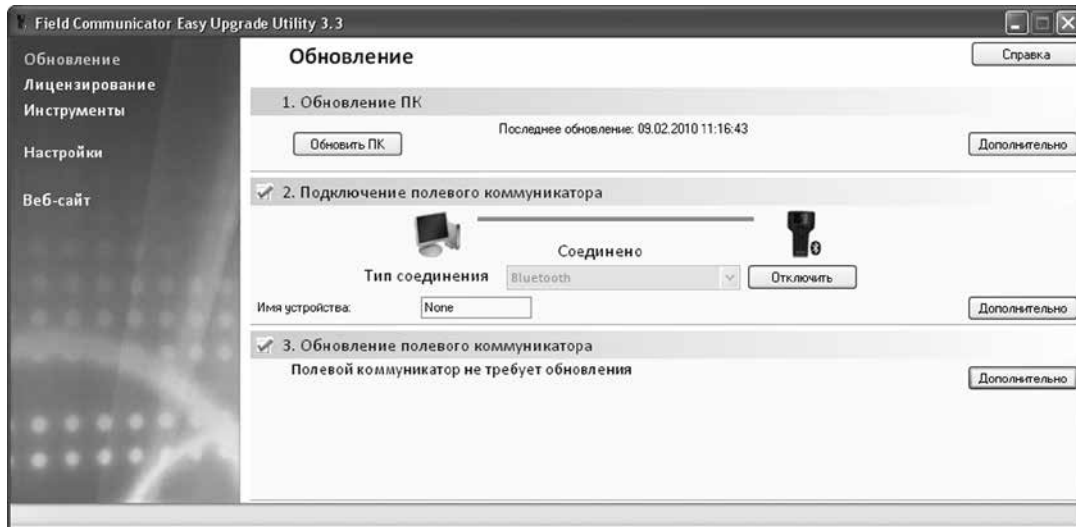 Field Communicator Easy Upgrade Utility 3.3
Обновление
Лицензирование
Инструменты
Настройки
Веб-сайт
Обновление
Справка
1. Обновление ПК
Последнее обновление: 09.02.2010 11:16:43
Обновить ПК
Дополнительно
2. Подключение полевого коммуникатора
Соединено
Тип соединения
Bluetooth
Отключить
Имя устройства:
None
Дополнительно
3. Обновление полевого коммуникатора
Полевой коммуникатор не требует обновления
Дополнительно